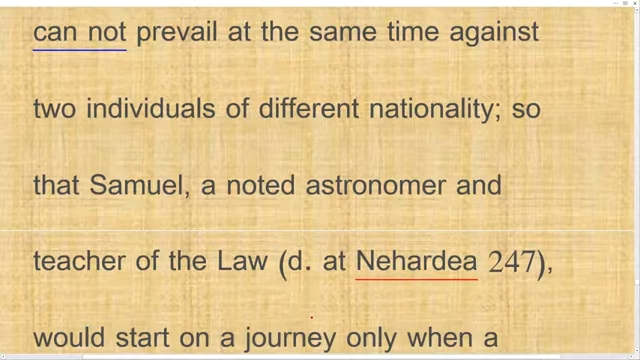 can not prevail at the same time against
two individuals of different nationality; so
that Samuel, a noted astronomer and
teacher of the Law (d. at Nehardea 247),
would start on a journey only when a